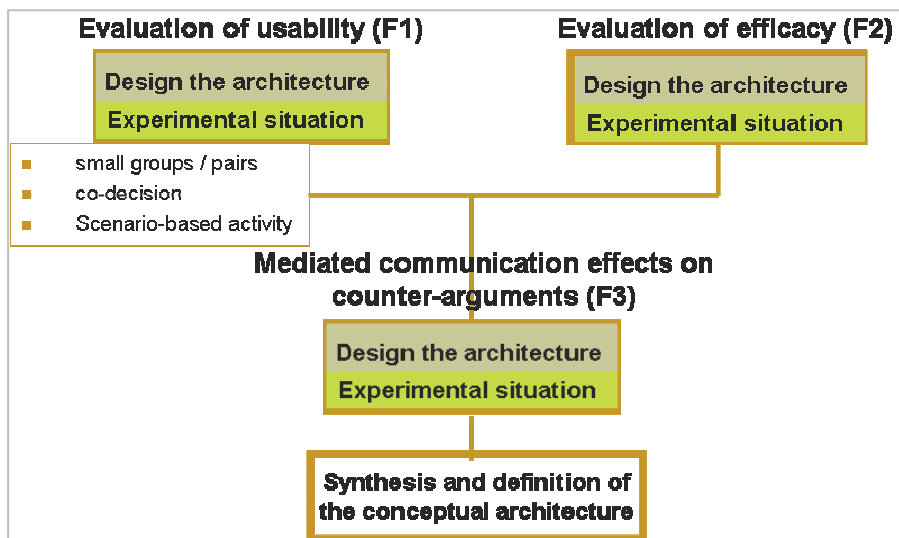 Evaluation of usability (F1)
Design the architecture
Experimental situation
small groups / pairs
co-decision
Scenario-based activity
Evaluation of efficacy (F2)
Design the architecture
Experimental situation
Mediated communication effects on
counter-arguments (F3)
Design the architecture
Experimental situation
Synthesis and definition of
the conceptual architecture